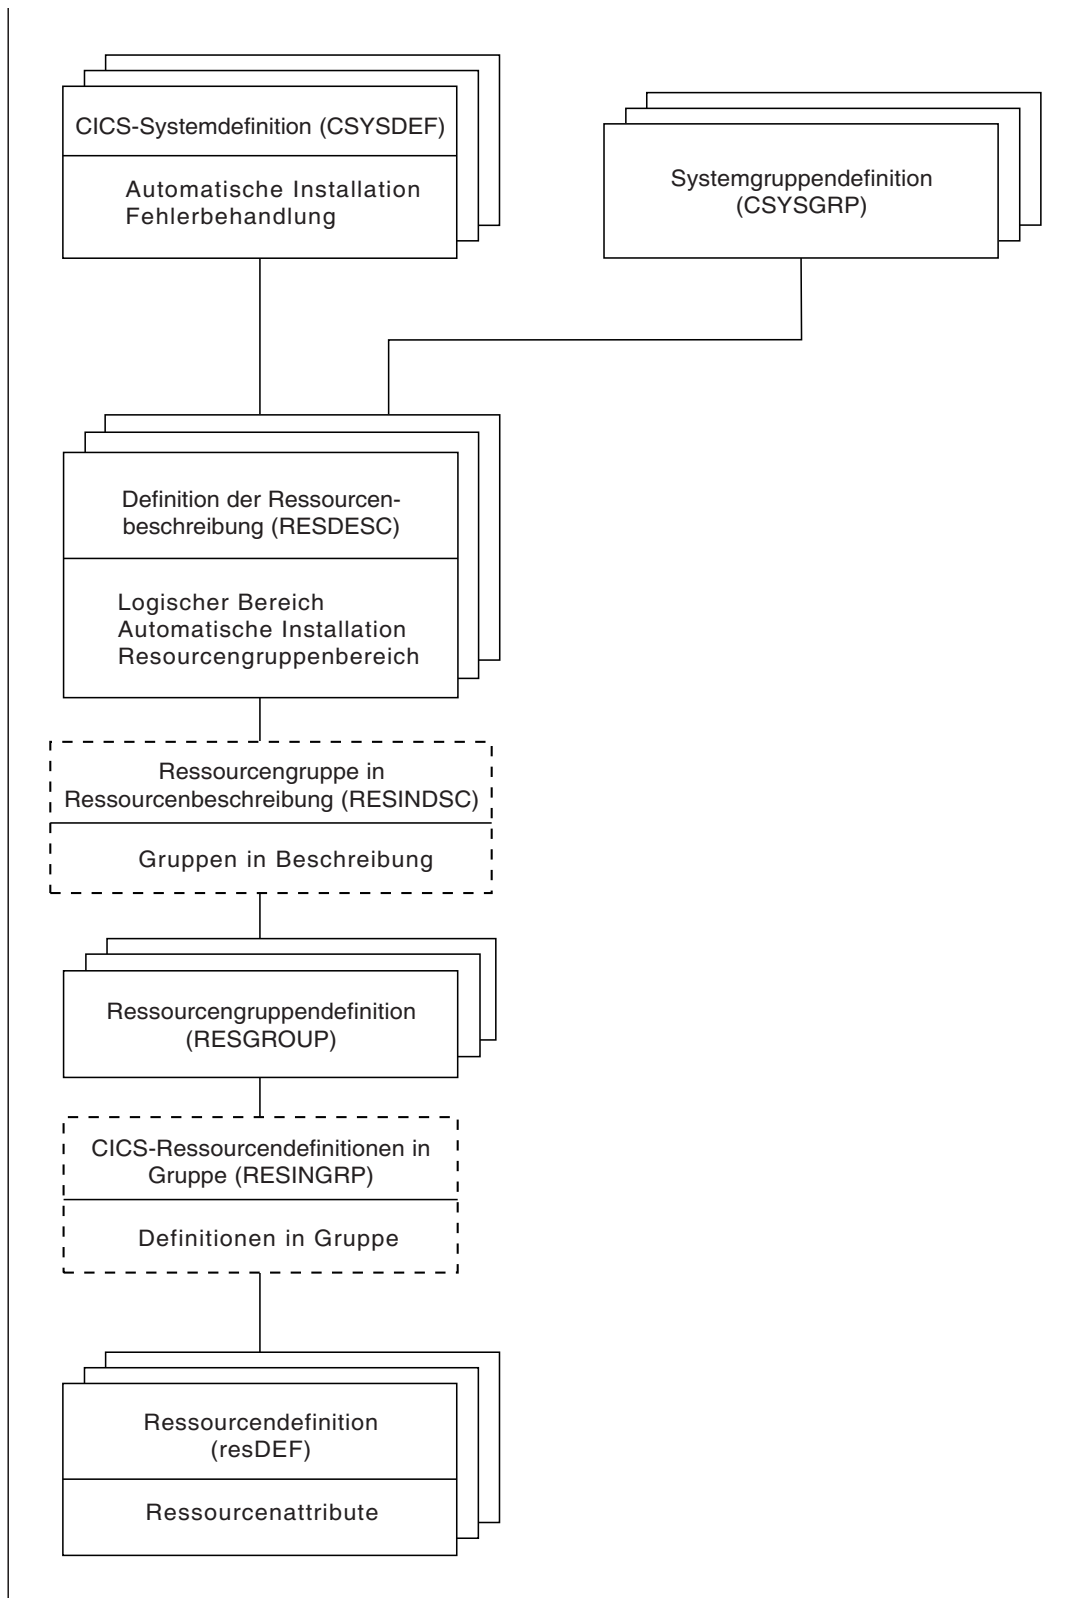 CICS-Systemdefinition (CSYSDEF)
Automatische Installation
Fehlerbehandlung
Systemgruppendefinition
(CSYSGRP)
Definition der Ressourcen-
beschreibung (RESDESC)
Logischer Bereich
Automatische Installation
Resourcengruppenbereich
Ressourcengruppe in
Ressourcenbeschreibung (RESINDSC)
Gruppen in Beschreibung
Ressourcengruppendefinition
(RESGROUP)
CICS-Ressourcendefinitionen in
Gruppe (RESINGRP)
Definitionen in Gruppe
Ressourcendefinition
(resDEF)
Ressourcenattribute